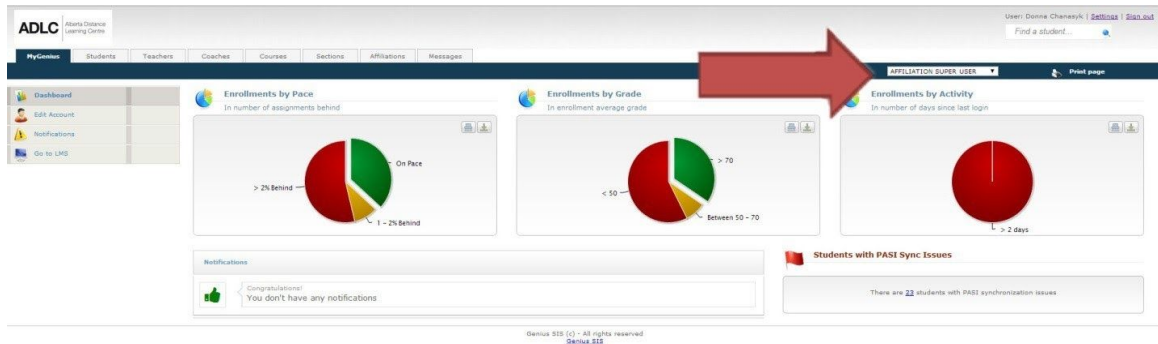 User: Donna Chanasyk | Settings | Sign out
ADLC Alberta Distance
Learning Centre
Find a student...
MyGenius Students Teachers Coaches Courses Sections Affiliations Messages
AFFILIATION SUPER USER Print page
Dashboard
Edit Account
Notifications
Go to LMS
Enrollments by Pace
In number of assignments behind
On Pace
> 2% Behind
1 - 2% Behind
Enrollments by Grade
In enrollment average grade
> 70
< 50
Between 50 - 70
Enrollments by Activity
In number of days since last login
> 2 days
Notifications
Congratulations!
You don't have any notifications
Students with PASI Sync Issues
There are 23 students with PASI synchronization issues
Genius SIS (c) - All rights reserved
Genius SIS